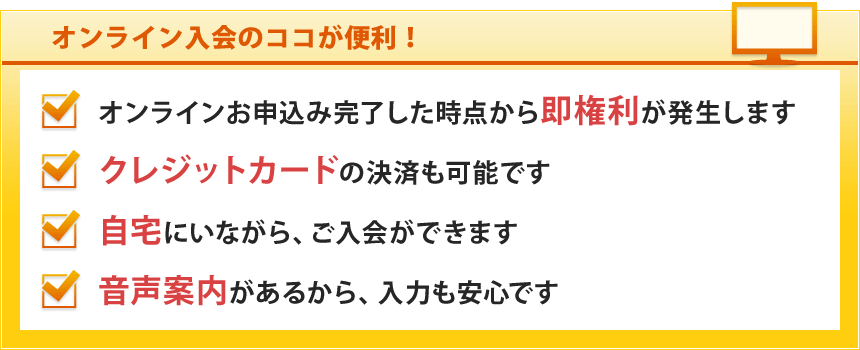 オンライン入会のココが便利！
オンラインお申込み完了した時点から即権利が発生します
クレジットカードの決済も可能です
自宅にいながら、ご入会ができます
音声案内があるから、入力も安心です